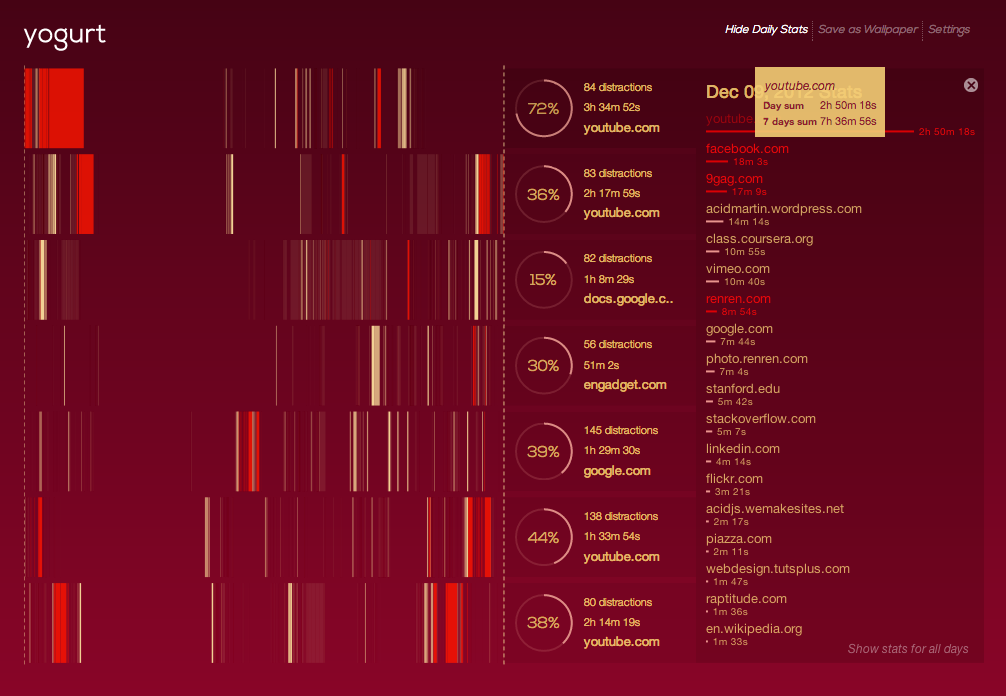 yogurt
Hide Daily Stats
Save as Wallpaper
Settings
72%
84 distractions
3h 34m 52s
youtube.com
36%
83 distractions
2h 17m 59s
youtube.com
15%
82 distractions
1h 8m 29s
docs.google.c..
30%
56 distractions
51m 2s
engadget.com
39%
145 distractions
1h 29m 30s
google.com
44%
138 distractions
1h 33m 54s
youtube.com
38%
80 distractions
2h 14m 19s
youtube.com
Dec 09, 2012 Stats
youtube.com
Day sum 2h 50m 18s
7 days sum 7h 36m 56s
youtube.
2h 50m 18s
facebook.com
18m 3s
9gag.com
17m 9s
acidmartin.wordpress.com
14m 14s
class.coursera.org
10m 55s
vimeo.com
10m 40s
renren.com
8m 54s
google.com
7m 44s
photo.renren.com
7m 4s
stanford.edu
5m 42s
stackoverflow.com
5m 7s
linkedin.com
4m 14s
flickr.com
3m 21s
acidjs.wemakesites.net
2m 17s
piazza.com
2m 11s
webdesign.tutsplus.com
1m 47s
raptitude.com
1m 36s
en.wikipedia.org
1m 33s
Show stats for all days